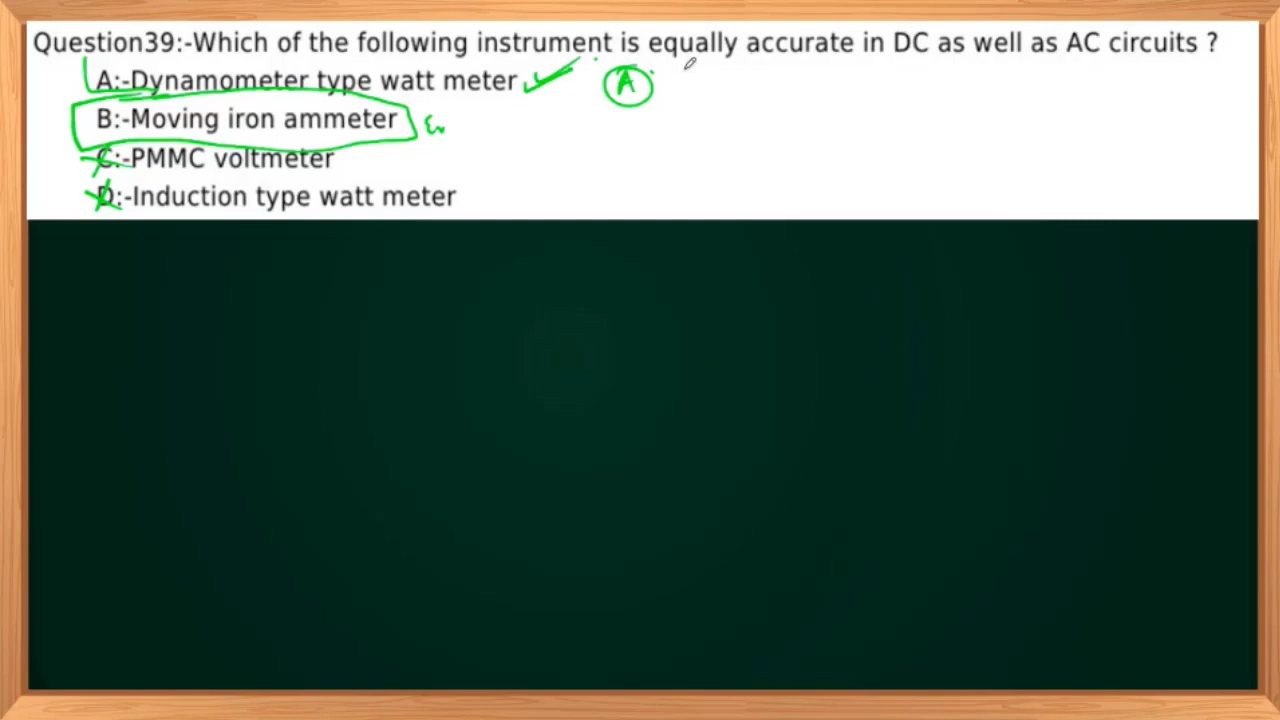 Question39:-Which of the following instrument is equally accurate in DC as well as AC circuits ?
A:-Dynamometer type watt meter A
B:-Moving iron ammeter
C:-PMMC voltmeter
D:-Induction type watt meter